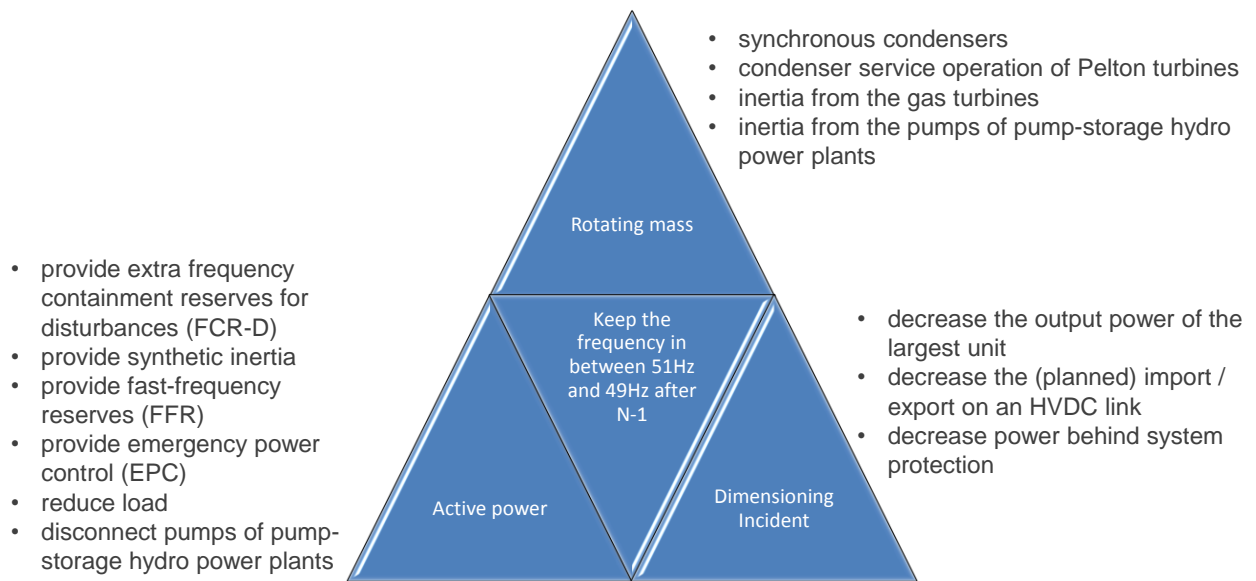 • synchronous condensers
• condenser service operation of Pelton turbines
• inertia from the gas turbines
• inertia from the pumps of pump-storage hydro
power plants
Rotating mass
• provide extra frequency
containment reserves for
disturbances (FCR-D)
• provide synthetic inertia
• provide fast-frequency
reserves (FFR)
• provide emergency power
control (EPC)
• reduce load
• disconnect pumps of pump-
storage hydro power plants
Keep the
frequency in
between 51Hz
and 49Hz after
N-1
• decrease the output power of the
largest unit
• decrease the (planned) import /
export on an HVDC link
• decrease power behind system
protection
Active power
Dimensioning
Incident